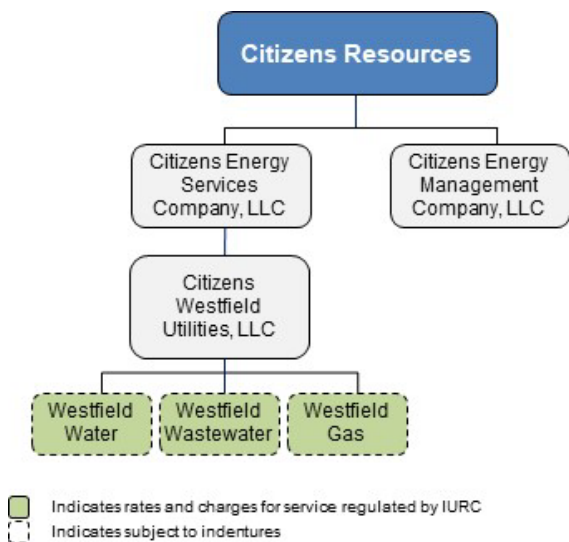 Citizens Resources
Citizens Energy
Services
Company, LLC
Citizens Energy
Management
Company, LLC
Citizens
Westfield
Utilities, LLC
Westfield
Water
Westfield
Wastewater
Westfield
Gas
Indicates rates and charges for service regulated by IURC
Indicates subject to indentures